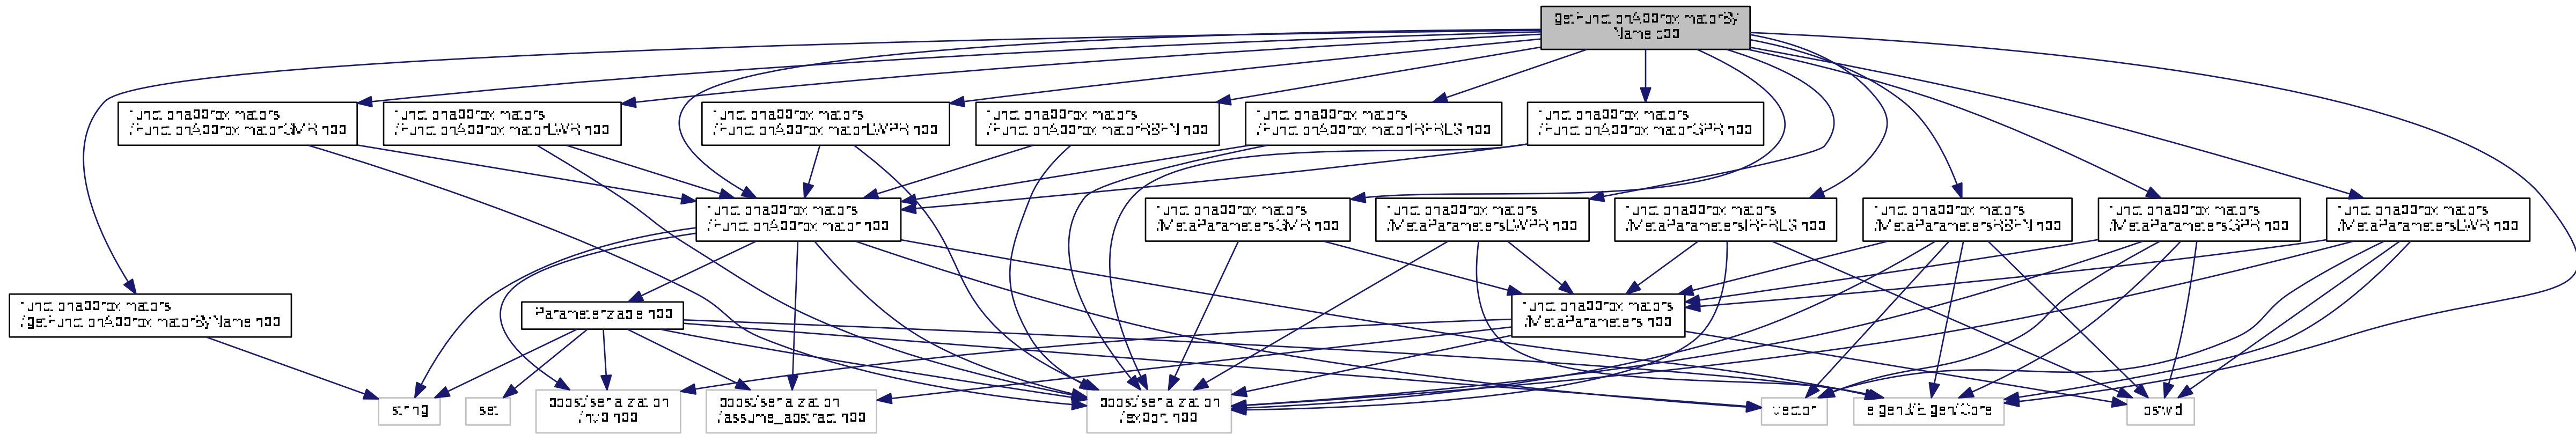 getFunctionApproximatorBy
Name.cpp
functionapproximators
/FunctionApproximatorGMR.hpp
functionapproximators
/FunctionApproximatorLWR.hpp
functionapproximators
/FunctionApproximatorLWPR.hpp
functionapproximators
/FunctionApproximatorRBFN.hpp
functionapproximators
/FunctionApproximatorIRFRLS.hpp
functionapproximators
/FunctionApproximatorGPR.hpp
functionapproximators
/FunctionApproximator.hpp
functionapproximators
/MetaParametersGMR.hpp
functionapproximators
/MetaParametersLWPR.hpp
functionapproximators
/MetaParametersIRFRLS.hpp
functionapproximators
/MetaParametersRBFN.hpp
functionapproximators
/MetaParametersGPR.hpp
functionapproximators
/MetaParametersLWR.hpp
functionapproximators
/getFunctionApproximatorByName.hpp
Parameterizable.hpp
functionapproximators
/MetaParameters.hpp
string
set
boost/serialization
/nvp.hpp
boost/serialization
/assume_abstract.hpp
boost/serialization
/export.hpp
vector
eigen3/Eigen/Core
iosfwd